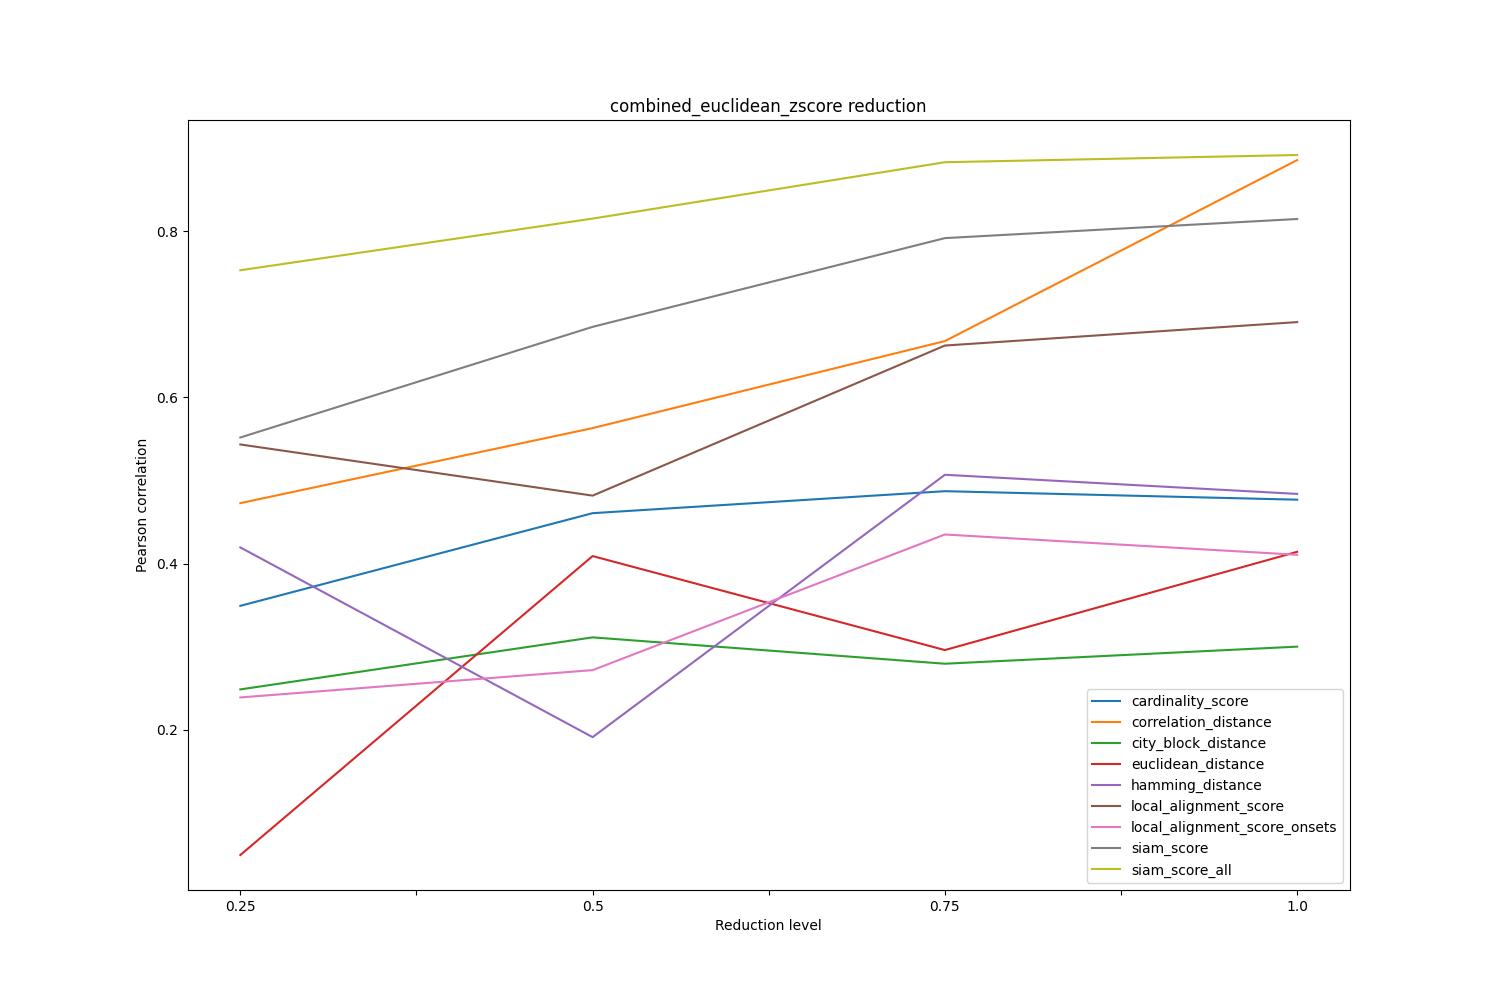 combined_euclidean_zscore reduction
Pearson correlation
0.8
0.6
0.4
0.2
0.25
0.5
0.75
1.0
Reduction level
cardinality_score
correlation_distance
city_block_distance
euclidean_distance
hamming_distance
local_alignment_score
local_alignment_score_onsets
siam_score
siam_score_all